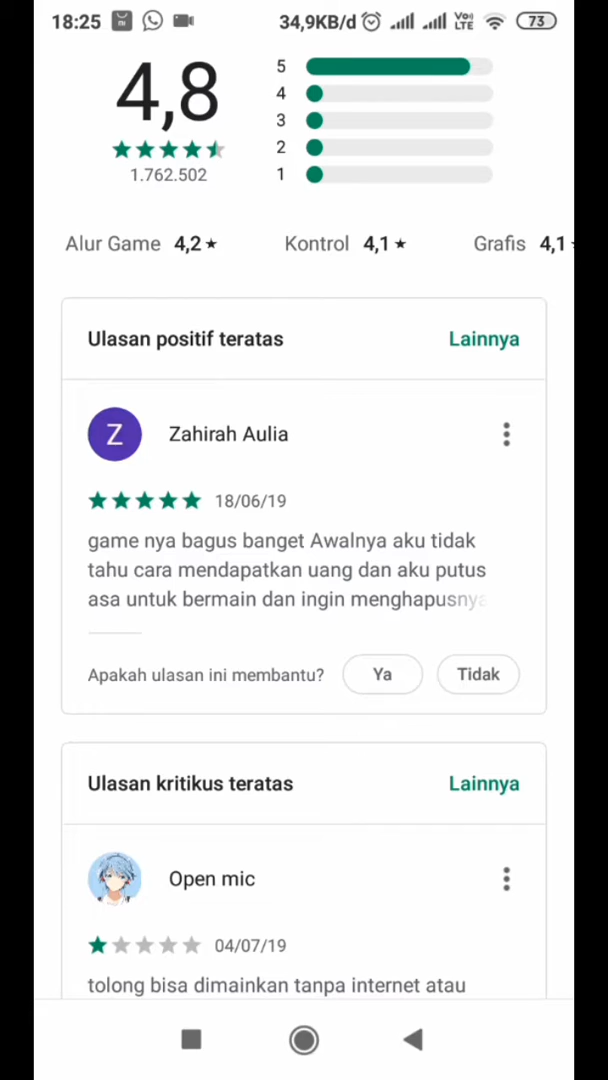 18:25 34,9KB/d Vo)) LTE 73
4,8
1.762.502
5
4
3
2
1
Alur Game 4,2 ★ Kontrol 4,1 ★ Grafis 4,1
Ulasan positif teratas Lainnya
Z Zahirah Aulia
18/06/19
game nya bagus banget Awalnya aku tidak
tahu cara mendapatkan uang dan aku putus
asa untuk bermain dan ingin menghapusnya
Apakah ulasan ini membantu? Ya Tidak
Ulasan kritikus teratas Lainnya
Open mic
04/07/19
tolong bisa dimainkan tanpa internet atau